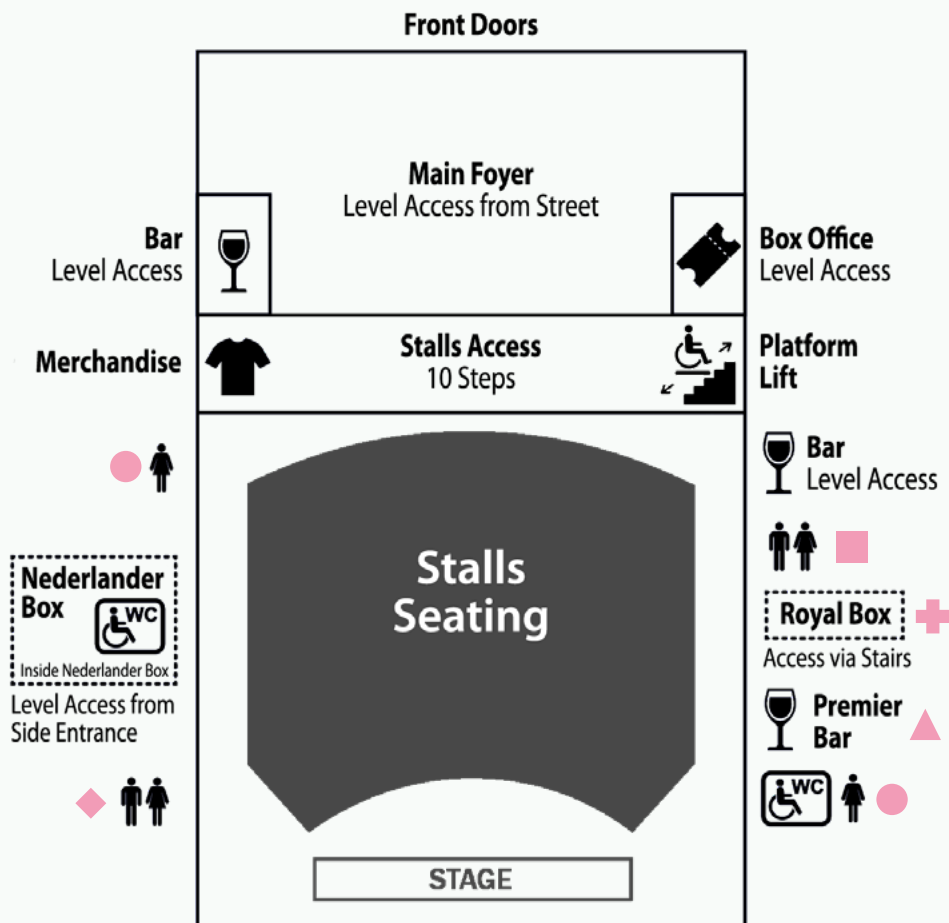 Front Doors
Main Foyer
Level Access from Street
Bar
Level Access
Box Office
Level Access
Merchandise
Stalls Access
10 Steps
Platform
Lift
Bar
Level Access
Stalls
Seating
Nederlander
Box
WC
Inside Nederlander Box
Level Access from
Side Entrance
Royal Box
Access via Stairs
Premier
Bar
WC
STAGE